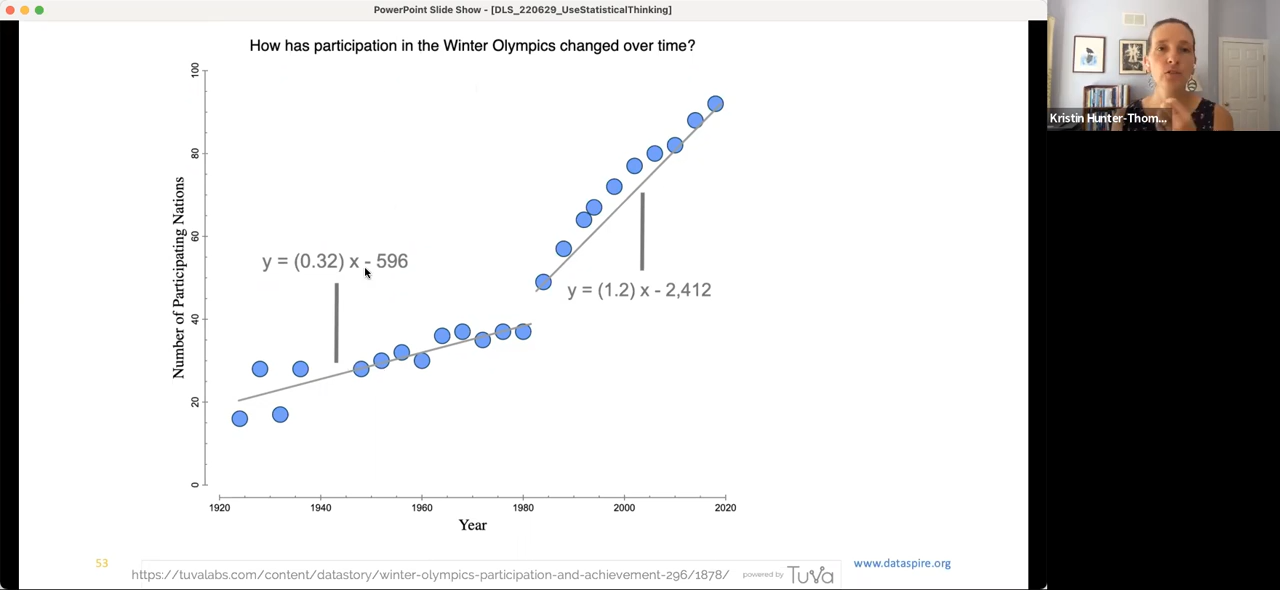 PowerPoint Slide Show - [DLS_220629_UseStatisticalThinking]
How has participation in the Winter Olympics changed over time?
Kristin Hunter-Thom...
Number of Participating Nations
100
80
60
40
20
0
y = (0.32) x - 596
y = (1.2) x - 2,412
1920 1940 1960 1980 2000 2020
Year
53
https://tuvalabs.com/content/datastory/winter-olympics-participation-and-achievement-296/1878/
powered by TUVA
www.dataspire.org